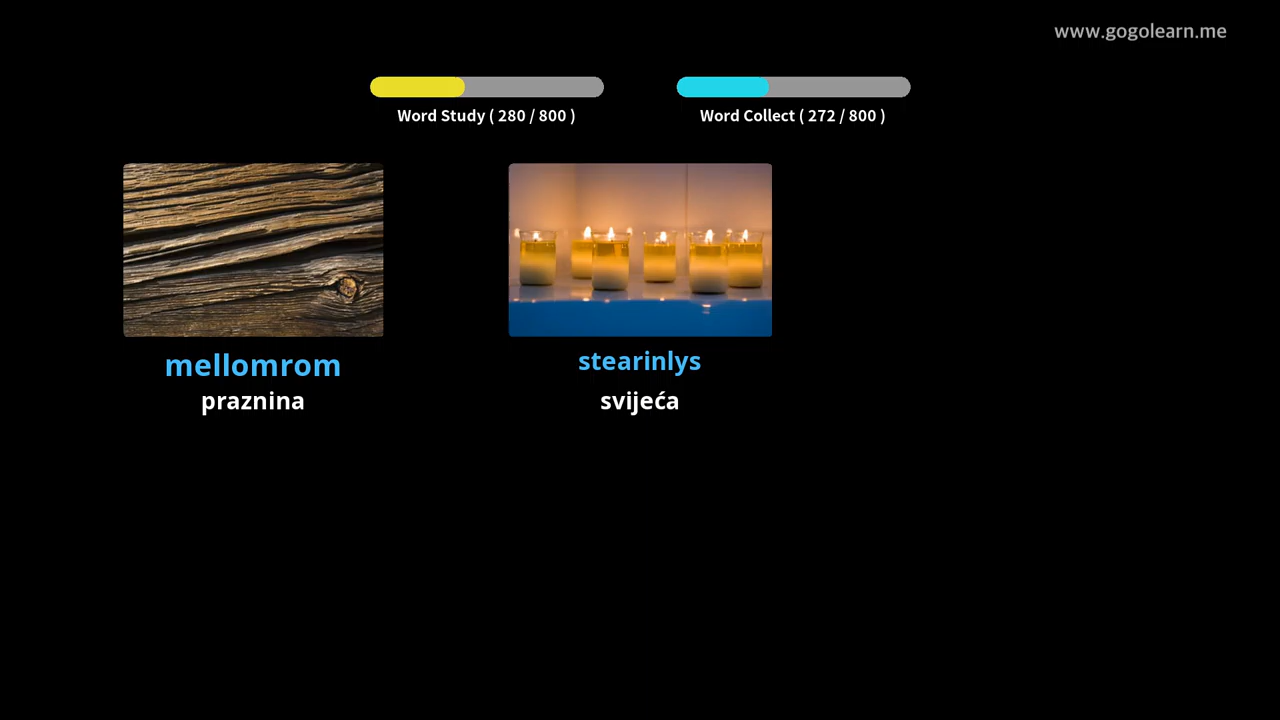 www.gogolearn.me
Word Study ( 280 / 800 )
Word Collect ( 272 / 800 )
mellomrom
praznina
stearinlys
svijeća